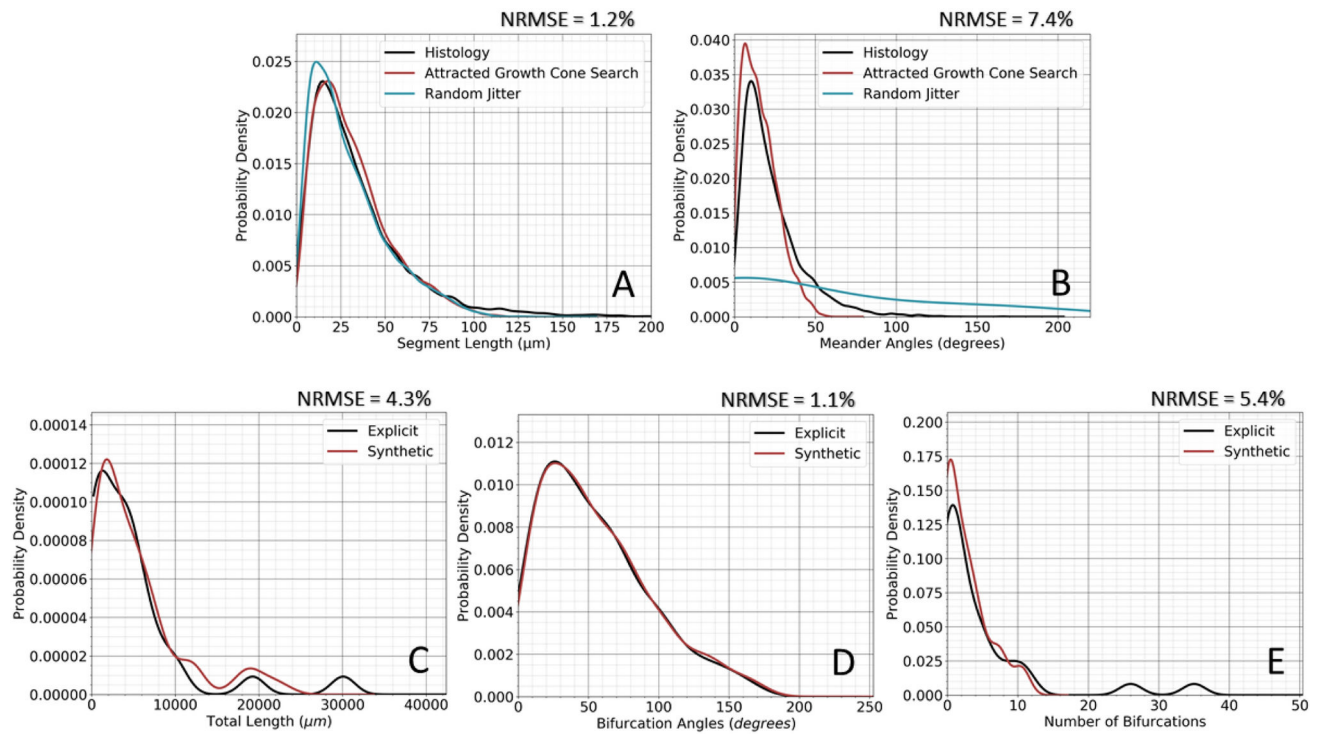 NRMSE = 1.2%
Histology
Attracted Growth Cone Search
Random Jitter
0.025
0.020
0.015
0.010
0.005
0.000
0 25 50 75 100 125 150 175 200
Probability Density
Segment Length (μm)
A
NRMSE = 7.4%
Histology
Attracted Growth Cone Search
Random Jitter
0.040
0.035
0.030
0.025
0.020
0.015
0.010
0.005
0.000
0 50 100 150 200
Probability Density
Meander Angles (degrees)
B
NRMSE = 4.3%
Explicit
Synthetic
0.00014
0.00012
0.00010
0.00008
0.00006
0.00004
0.00002
0.00000
0 10000 20000 30000 40000
Probability Density
Total Length (μm)
C
NRMSE = 1.1%
Explicit
Synthetic
0.012
0.010
0.008
0.006
0.004
0.002
0.000
0 50 100 150 200 250
Probability Density
Bifurcation Angles (degrees)
D
NRMSE = 5.4%
Explicit
Synthetic
0.200
0.175
0.150
0.125
0.100
0.075
0.050
0.025
0.000
0 10 20 30 40 50
Probability Density
Number of Bifurcations
E